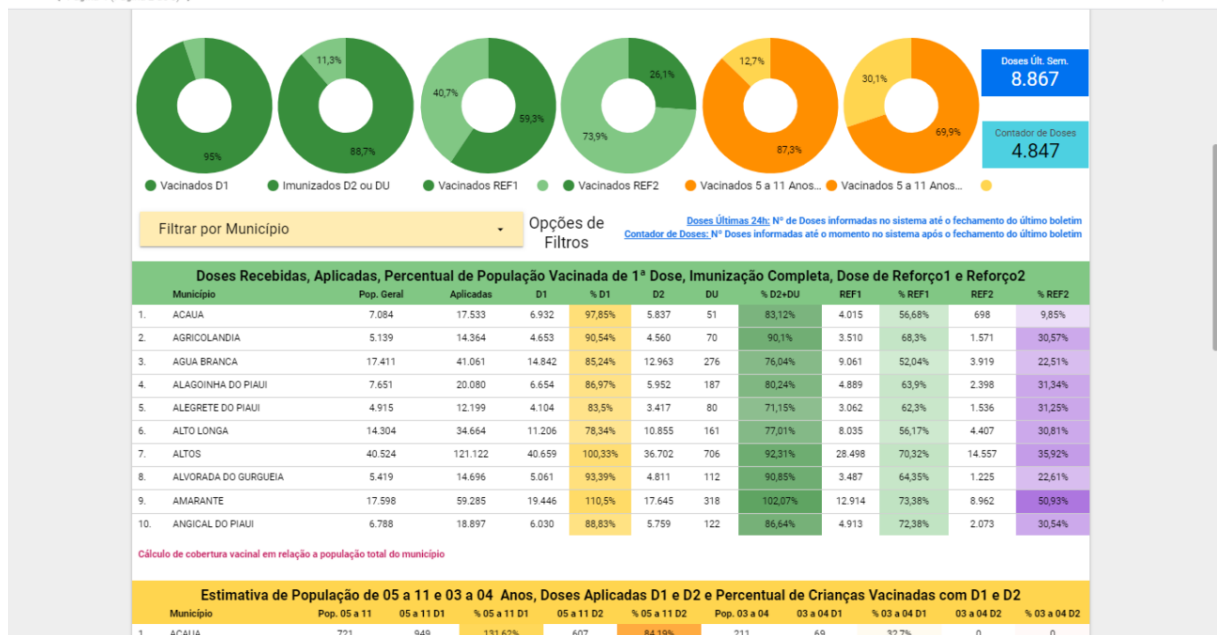 11,3%
95%
88,7%
40,7%
59,3%
26,1%
73,9%
12,7%
87,3%
30,1%
69,9%
Doses Últ. Sem.
8.867
Contador de Doses
4.847
Vacinados D1 Imunizados D2 ou DU Vacinados REF1 Vacinados REF2 Vacinados 5 a 11 Anos... Vacinados 5 a 11 Anos...
Filtrar por Município
Opções de
Filtros
Doses Últimas 24h: Nº de Doses informadas no sistema até o fechamento do último boletim
Contador de Doses: Nº Doses informadas até o momento no sistema após o fechamento do último boletim
Doses Recebidas, Aplicadas, Percentual de População Vacinada de 1ª Dose, Imunização Completa, Dose de Reforço1 e Reforço2
Município Pop. Geral Aplicadas D1 % D1 D2 DU % D2+DU REF1 % REF1 REF2 % REF2
1. ACAUA 7.084 17.533 6.932 97,85% 5.837 51 83,12% 4.015 56,68% 698 9,85%
2. AGRICOLANDIA 5.139 14.364 4.653 90,54% 4.560 70 90,1% 3.510 68,3% 1.571 30,57%
3. AGUA BRANCA 17.411 41.061 14.842 85,24% 12.963 276 76,04% 9.061 52,04% 3.919 22,51%
4. ALAGOINHA DO PIAUI 7.651 20.080 6.654 86,97% 5.952 187 80,24% 4.889 63,9% 2.398 31,34%
5. ALEGRETE DO PIAUI 4.915 12.199 4.104 83,5% 3.417 80 71,15% 3.062 62,3% 1.536 31,25%
6. ALTO LONGA 14.304 34.664 11.206 78,34% 10.855 161 77,01% 8.035 56,17% 4.407 30,81%
7. ALTOS 40.524 121.122 40.659 100,33% 36.702 706 92,31% 28.498 70,32% 14.557 35,92%
8. ALVORADA DO GURGUEIA 5.419 14.696 5.061 93,39% 4.811 112 90,85% 3.487 64,35% 1.225 22,61%
9. AMARANTE 17.598 59.285 19.446 110,5% 17.645 318 102,07% 12.914 73,38% 8.962 50,93%
10. ANGICAL DO PIAUI 6.788 18.897 6.030 88,83% 5.759 122 86,64% 4.913 72,38% 2.073 30,54%
Cálculo de cobertura vacinal em relação a população total do município
Estimativa de População de 05 a 11 e 03 a 04 Anos, Doses Aplicadas D1 e D2 e Percentual de Crianças Vacinadas com D1 e D2
Município Pop. 05 a 11 05 a 11 D1 % 05 a 11 D1 05 a 11 D2 % 05 a 11 D2 Pop. 03 a 04 03 a 04 D1 % 03 a 04 D1 03 a 04 D2 % 03 a 04 D2
1. ACAUA 721 949 131,62% 607 84,19% 211 69 32,7% 0 0